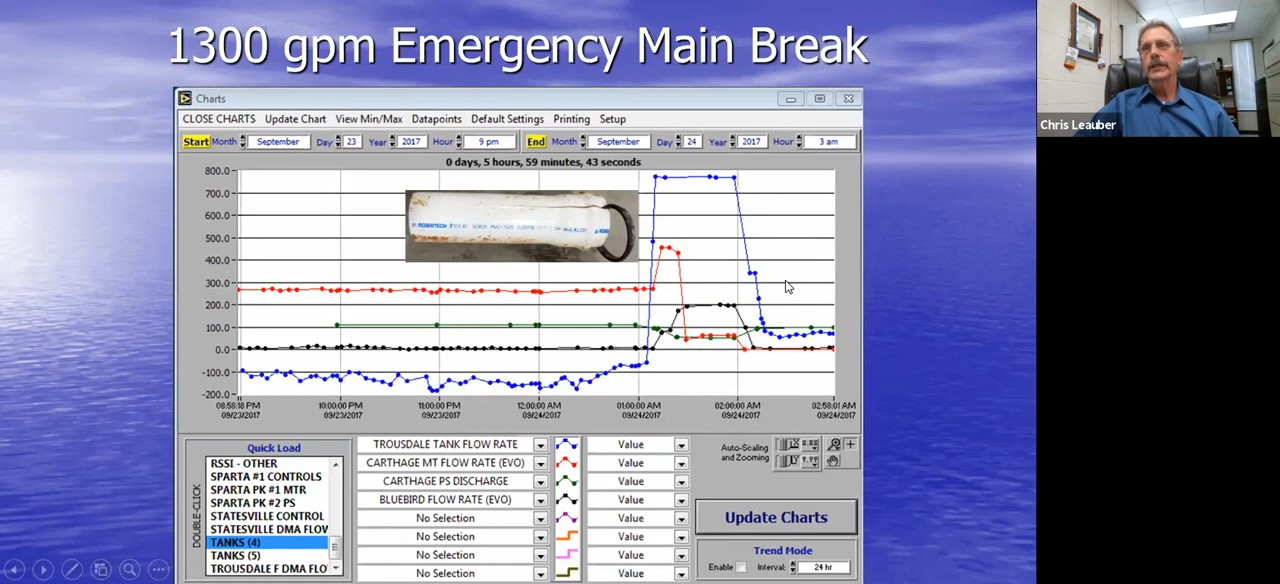 1300 gpm Emergency Main Break
Charts
CLOSE CHARTS Update Chart View Min/Max Datapoints Default Settings Printing Setup
Start Month September Day 23 Year 2017 Hour 9 pm End Month September Day 24 Year 2017 Hour 3 am
0 days, 5 hours, 59 minutes, 43 seconds
800.0
700.0
600.0
500.0
400.0
300.0
200.0
100.0
0.0
-100.0
-200.0
08:58:18 PM 10:00:00 PM 11:00:00 PM 12:00:00 AM 01:00:00 AM 02:00:00 AM 02:58:01 AM
09/23/2017 09/23/2017 09/23/2017 09/24/2017 09/24/2017 09/24/2017 09/24/2017
Quick Load
DOUBLE-CLICK
RSSI - OTHER
SPARTA #1 CONTROLS
SPARTA PK #1 MTR
SPARTA PK #2 PS
STATESVILLE CONTROL
STATESVILLE DMA FLOW
TANKS (4)
TANKS (5)
TROUSDALE F DMA FLO
TROUSDALE TANK FLOW RATE Value
CARTHAGE MT FLOW RATE (EVO) Value
CARTHAGE PS DISCHARGE Value
BLUEBIRD FLOW RATE (EVO) Value
No Selection Value
No Selection Value
No Selection Value
No Selection Value
Auto-Scaling
and Zooming
Update Charts
Trend Mode
Enable Interval: 24 hr
Chris Leauber